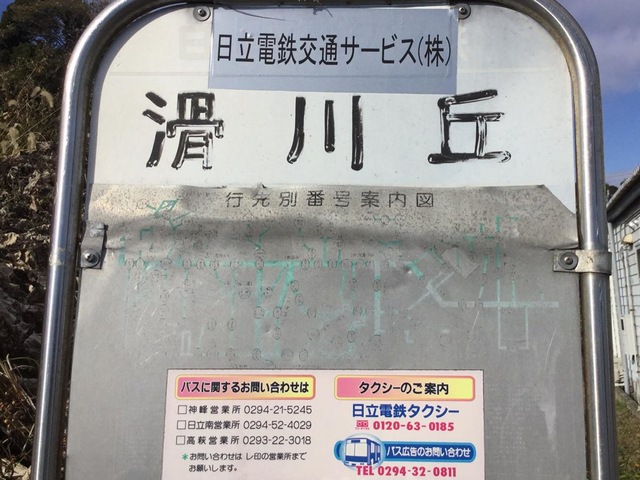 日立電鉄交通サービス(株)
滑川丘
行先別番号案内図
バスに関するお問い合わせは
□神峰営業所 0294-21-5245
□日立南営業所 0294-52-4029
□高萩営業所 0293-22-3018
*お問い合わせは レ印の営業所まで
お願いします。
タクシーのご案内
日立電鉄タクシー
0120-63-0185
バス広告のお問い合わせ
TEL 0294-32-0811